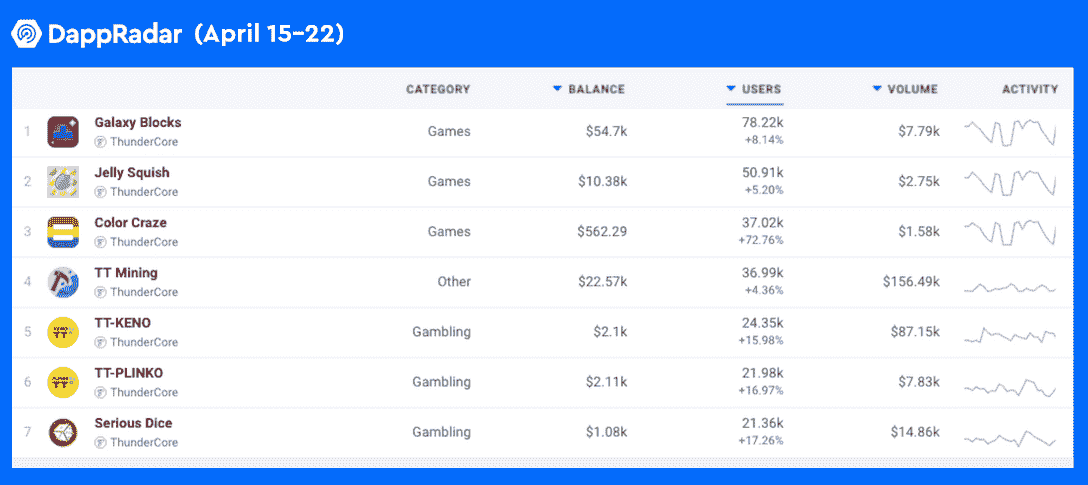 DappRadar (April 15-22)
CATEGORY BALANCE USERS VOLUME ACTIVITY
1 Galaxy Blocks ThunderCore Games $54.7k 78.22k +8.14% $7.79k
2 Jelly Squish ThunderCore Games $10.38k 50.91k +5.20% $2.75k
3 Color Craze ThunderCore Games $562.29 37.02k +72.76% $1.58k
4 TT Mining ThunderCore Other $22.57k 36.99k +4.36% $156.49k
5 TT-KENO ThunderCore Gambling $2.1k 24.35k +15.98% $87.15k
6 TT-PLINKO ThunderCore Gambling $2.11k 21.98k +16.97% $7.83k
7 Serious Dice ThunderCore Gambling $1.08k 21.36k +17.26% $14.86k